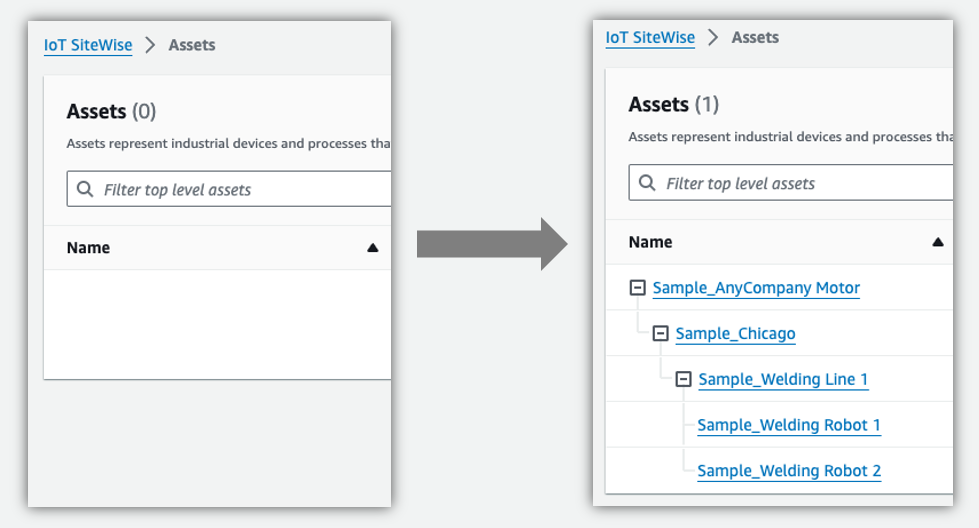 IoT SiteWise > Assets
Assets (0)
Assets represent industrial devices and processes tha
Filter top level assets
Name
IoT SiteWise > Assets
Assets (1)
Assets represent industrial devices and processes tha
Filter top level assets
Name
Sample_AnyCompany Motor
Sample_Chicago
Sample_Welding Line 1
Sample_Welding Robot 1
Sample_Welding Robot 2